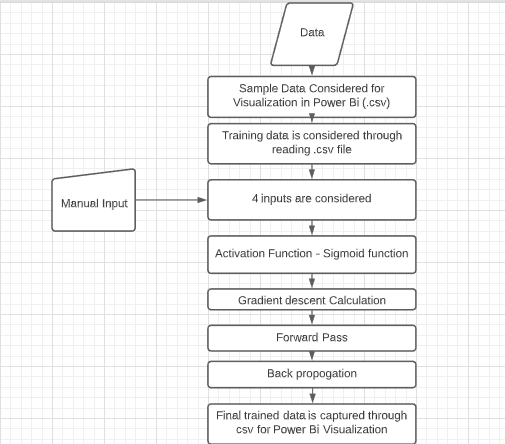 Data
Sample Data Considered for
Visualization in Power Bi (.csv)
Training data is considered through
reading .csv file
Manual Input
4 inputs are considered
Activation Function - Sigmoid function
Gradient descent Calculation
Forward Pass
Back propogation
Final trained data is captured through
csv for Power Bi Visualization